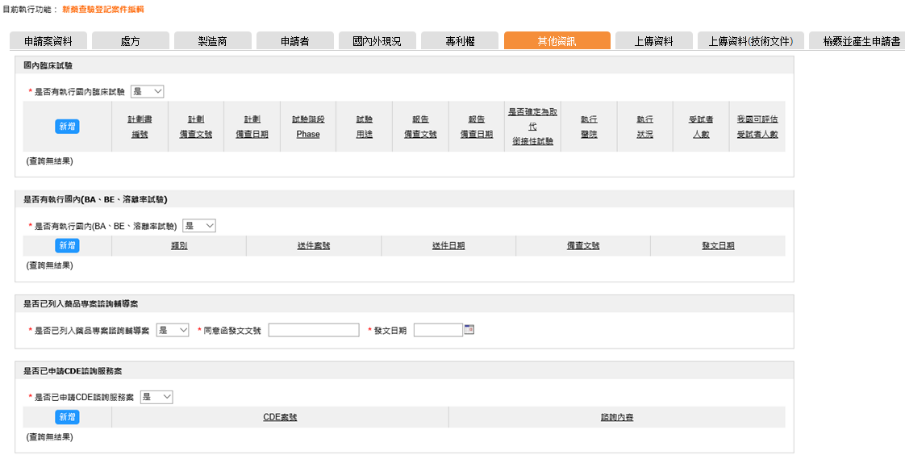 目前執行功能： 新藥查驗登記案件編輯
申請案資料 處方 製造商 申請者 國內外現況 專利權 其他資訊 上傳資料 上傳資料(技術文件) 檢覈並產生申請書
國內臨床試驗
* 是否有執行國內臨床試驗 是
新增 計劃書編號 計劃備查文號 計劃備查日期 試驗階段Phase 試驗用途 報告備查文號 報告備查日期 是否確定為取代銜接性試驗 執行醫院 執行狀況 受試者人數 我國可評估受試者人數
(查詢無結果)
是否有執行國內(BA、BE、溶離率試驗)
* 是否有執行國內(BA、BE、溶離率試驗) 是
新增 類別 送件案號 送件日期 備查文號 發文日期
(查詢無結果)
是否已列入藥品專案諮詢輔導案
* 是否已列入藥品專案諮詢輔導案 是 * 同意函發文文號 * 發文日期
是否已申請CDE諮詢服務案
* 是否已申請CDE諮詢服務案 是
新增 CDE案號 諮詢內容
(查詢無結果)